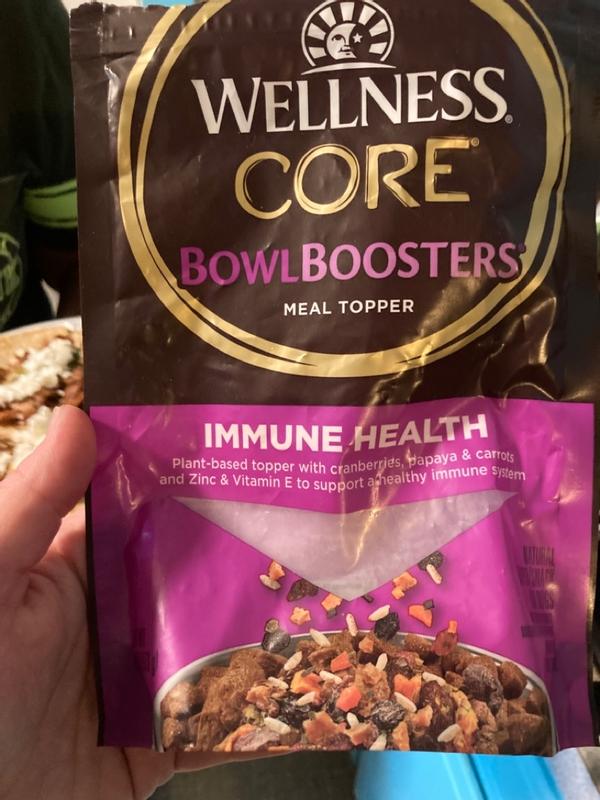 WELLNESS®
CORE®
BOWLBOOSTERS®
MEAL TOPPER
IMMUNE HEALTH
Plant-based topper with cranberries, papaya & carrots
and Zinc & Vitamin E to support a healthy immune system
NATURAL